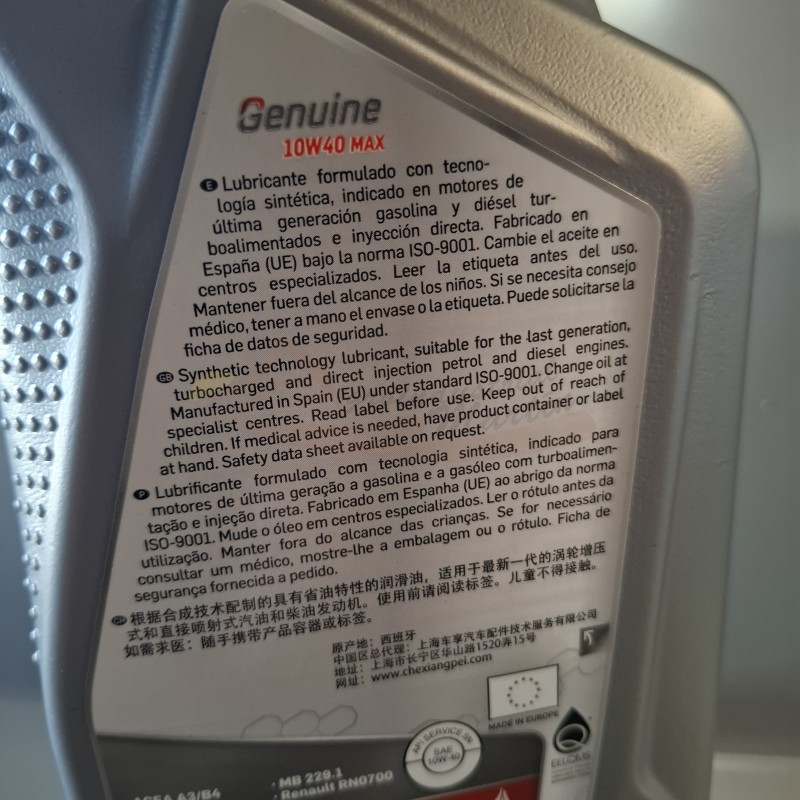 Genuine
10W40 MAX
E Lubricante formulado con tecno-
logía sintética, indicado en motores de
última generación gasolina y diésel tur-
boalimentados e inyección directa. Fabricado en
España (UE) bajo la norma ISO-9001. Cambie el aceite en
centros especializados. Leer la etiqueta antes del uso.
Mantener fuera del alcance de los niños. Si se necesita consejo
médico, tener a mano el envase o la etiqueta. Puede solicitarse la
ficha de datos de seguridad.
GB Synthetic technology lubricant, suitable for the last generation,
turbocharged and direct injection petrol and diesel engines.
Manufactured in Spain (EU) under standard ISO-9001. Change oil at
specialist centres. Read label before use. Keep out of reach of
children. If medical advice is needed, have product container or label
at hand. Safety data sheet available on request.
P Lubrificante formulado com tecnologia sintética, indicado para
motores de última geração a gasolina e a gasóleo com turboalimen-
tação e injeção direta. Fabricado em Espanha (UE) ao abrigo da norma
ISO-9001. Mude o óleo em centros especializados. Ler o rótulo antes da
utilização. Manter fora do alcance das crianças. Se for necessário
consultar um médico, mostre-lhe a embalagem ou o rótulo. Ficha de
segurança fornecida a pedido.
根据合成技术配制的具有省油特性的润滑油，适用于最新一代的涡轮增压
式和直接喷射式汽油和柴油发动机。使用前请阅读标签。儿童不得接触。
如需求医：随手携带产品容器或标签。
原产地：西班牙
中国区总代理：上海车享汽车配件技术服务有限公司
地址：上海市长宁区华山路1520弄15号
网址：www.chexiangpei.com
MADE IN EUROPE
API SERVICE SN
SAE
10W-40
ACEA A3/B4
· MB 229.1
· Renault RN0700